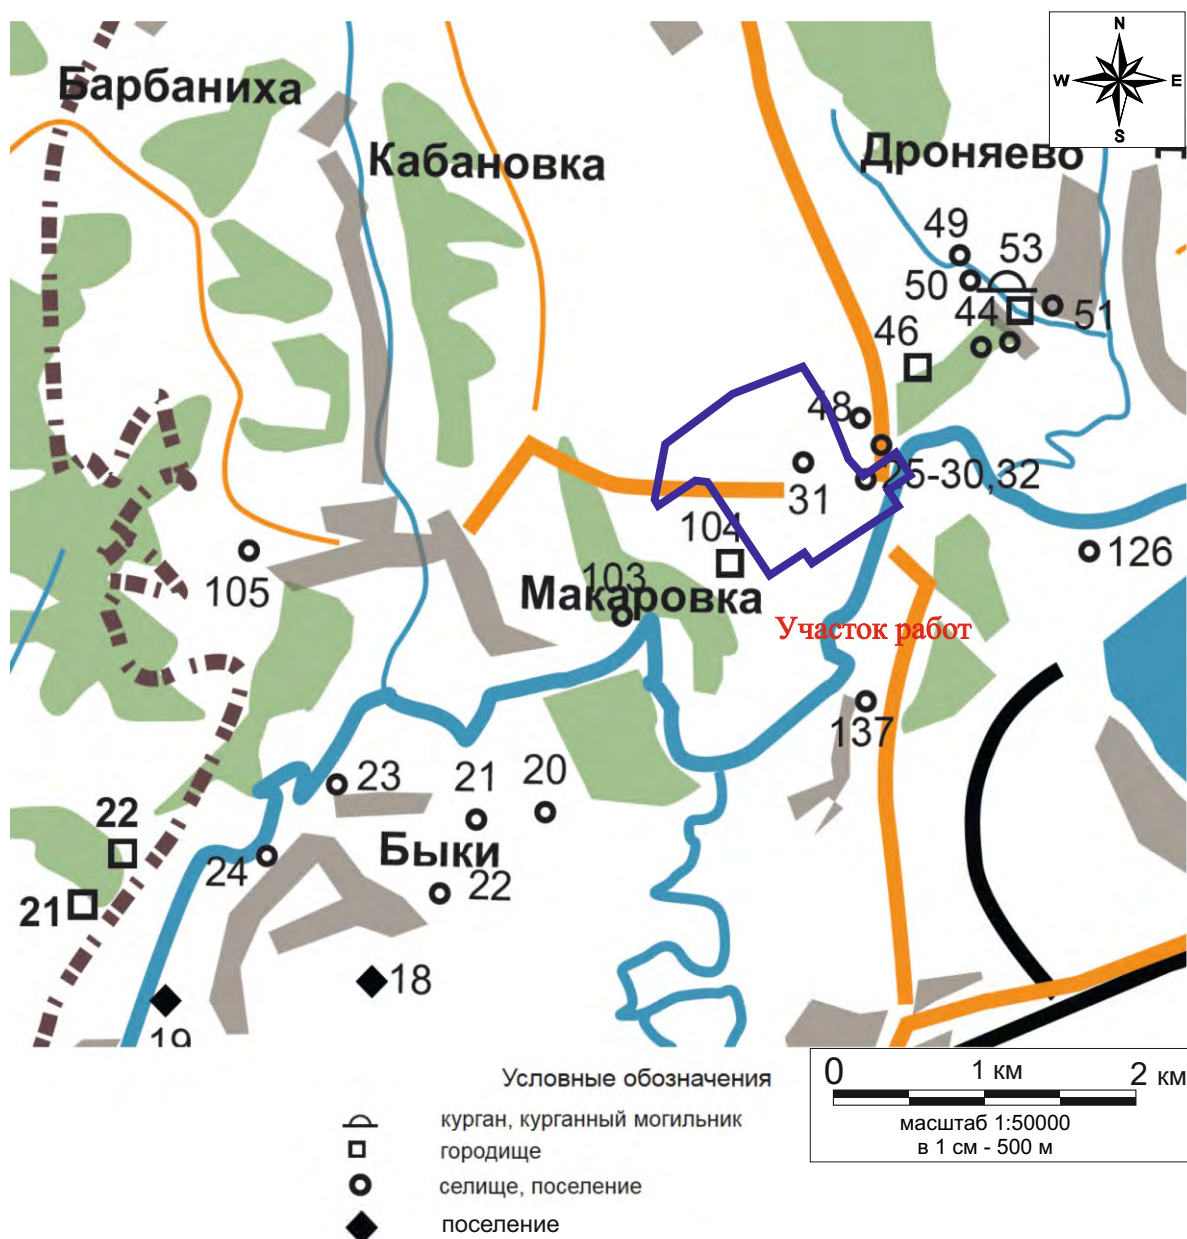 N
W E
S
Барбаниха
Кабановка
Дроняево
49
53
50
44
51
46
48
25-30,32
31
104
126
105
103
Макаровка
Участок работ
137
23
21
20
22
Быки
24
22
21
18
19
Условные обозначения
курган, курганный могильник
городище
селище, поселение
поселение
0 1 км 2 км
масштаб 1:50000
в 1 см - 500 м